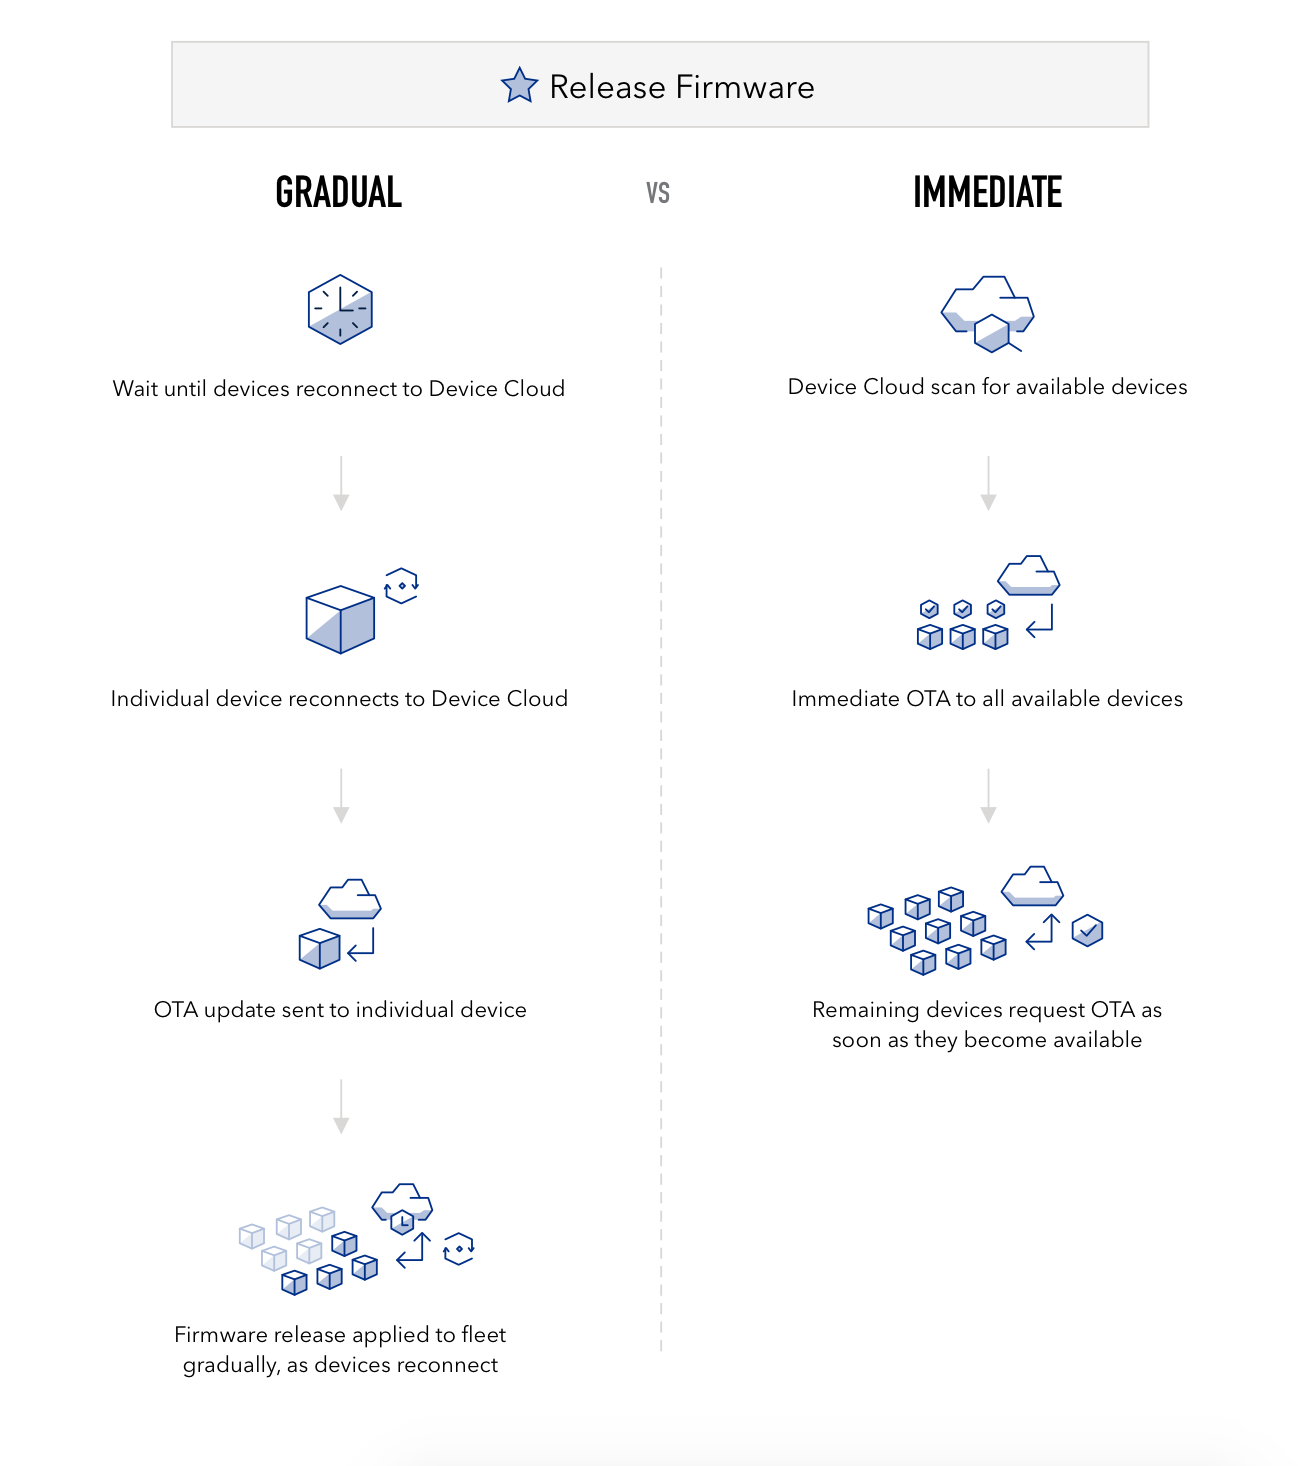 Release Firmware
GRADUAL
VS
IMMEDIATE
Wait until devices reconnect to Device Cloud
Device Cloud scan for available devices
Individual device reconnects to Device Cloud
Immediate OTA to all available devices
OTA update sent to individual device
Remaining devices request OTA as
soon as they become available
Firmware release applied to fleet
gradually, as devices reconnect